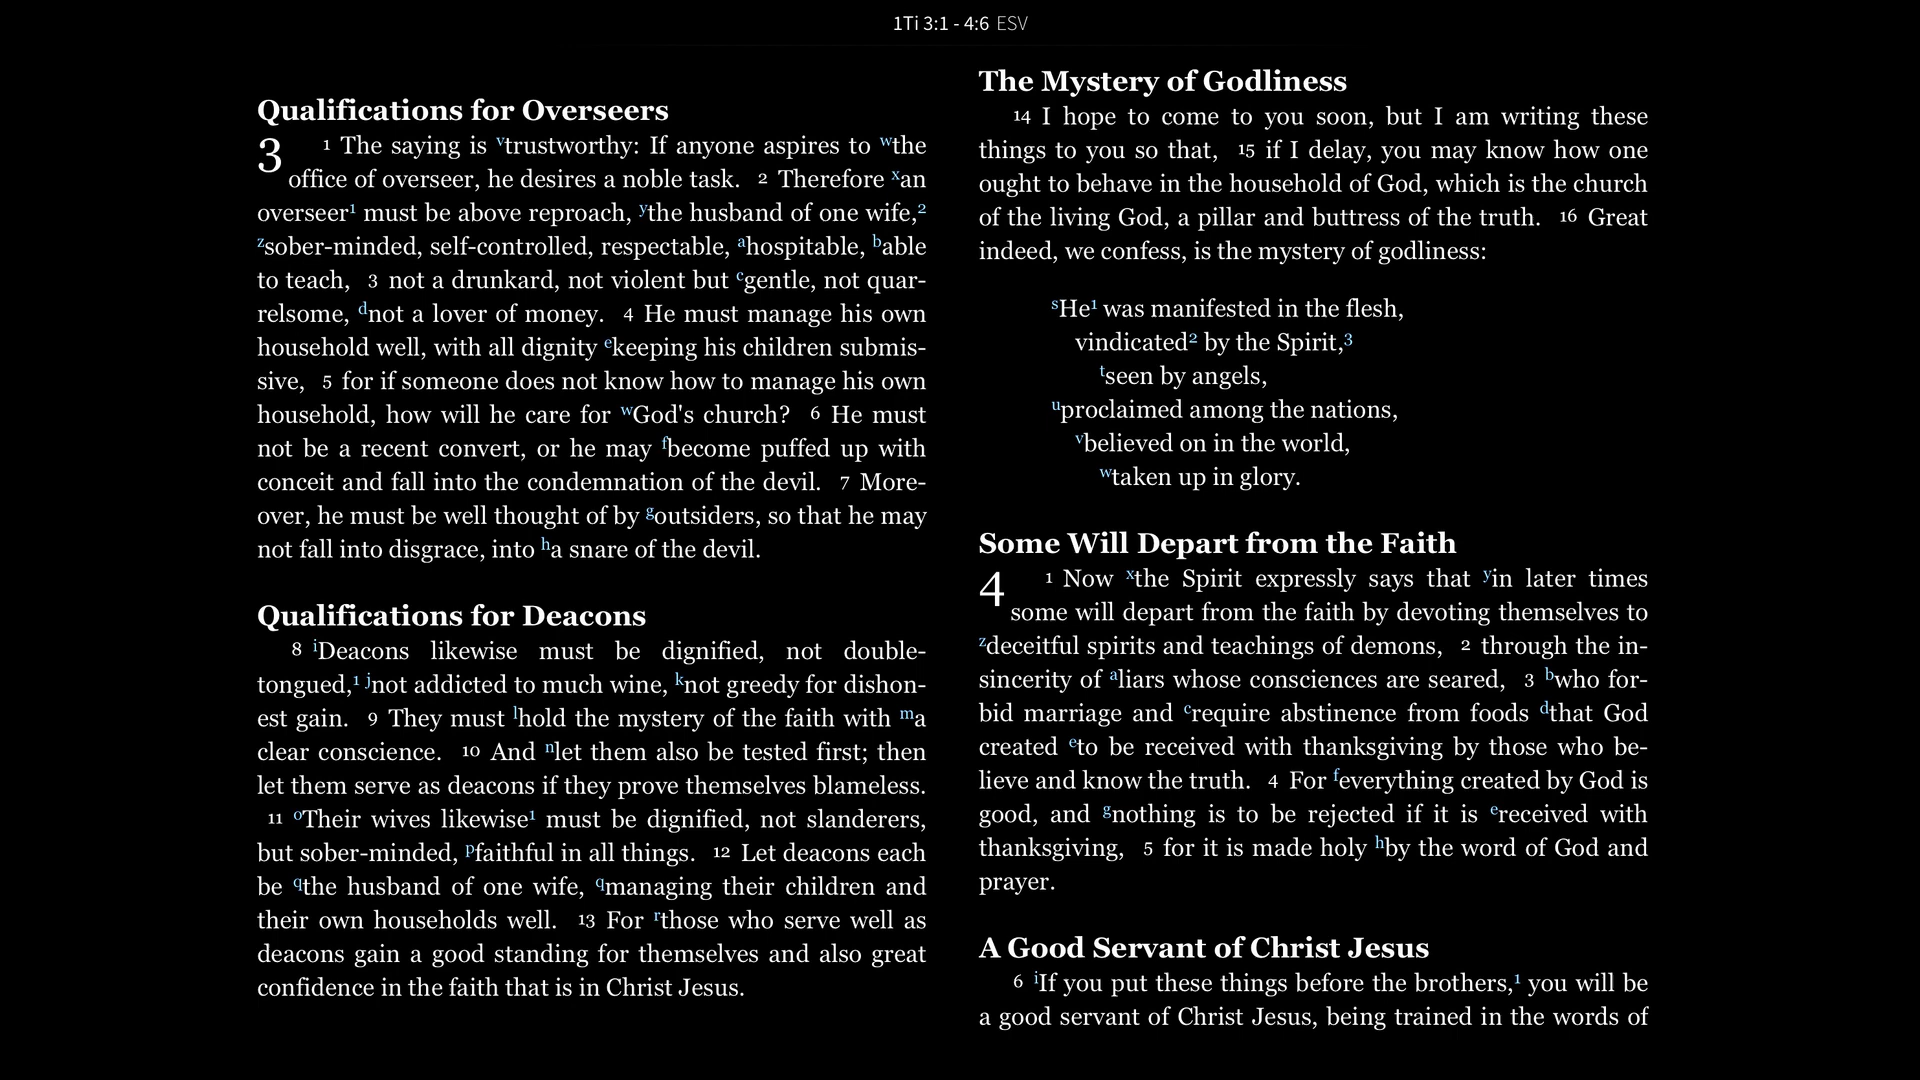 1Ti 3:1 - 4:6 ESV
Qualifications for Overseers
3 1 The saying is vtrustworthy: If anyone aspires to wthe
office of overseer, he desires a noble task. 2 Therefore xan
overseer1 must be above reproach, ythe husband of one wife,2
zsober-minded, self-controlled, respectable, ahospitable, bable
to teach, 3 not a drunkard, not violent but cgentle, not quar-
relsome, dnot a lover of money. 4 He must manage his own
household well, with all dignity ekeeping his children submis-
sive, 5 for if someone does not know how to manage his own
household, how will he care for wGod's church? 6 He must
not be a recent convert, or he may fbecome puffed up with
conceit and fall into the condemnation of the devil. 7 More-
over, he must be well thought of by goutsiders, so that he may
not fall into disgrace, into ha snare of the devil.
Qualifications for Deacons
8 iDeacons likewise must be dignified, not double-
tongued,1 jnot addicted to much wine, knot greedy for dishon-
est gain. 9 They must lhold the mystery of the faith with ma
clear conscience. 10 And nlet them also be tested first; then
let them serve as deacons if they prove themselves blameless.
11 oTheir wives likewise1 must be dignified, not slanderers,
but sober-minded, pfaithful in all things. 12 Let deacons each
be qthe husband of one wife, qmanaging their children and
their own households well. 13 For rthose who serve well as
deacons gain a good standing for themselves and also great
confidence in the faith that is in Christ Jesus.
The Mystery of Godliness
14 I hope to come to you soon, but I am writing these
things to you so that, 15 if I delay, you may know how one
ought to behave in the household of God, which is the church
of the living God, a pillar and buttress of the truth. 16 Great
indeed, we confess, is the mystery of godliness:
sHe1 was manifested in the flesh,
vindicated2 by the Spirit,3
tseen by angels,
uproclaimed among the nations,
vbelieved on in the world,
wtaken up in glory.
Some Will Depart from the Faith
4 1 Now xthe Spirit expressly says that yin later times
some will depart from the faith by devoting themselves to
zdeceitful spirits and teachings of demons, 2 through the in-
sincerity of aliars whose consciences are seared, 3 bwho for-
bid marriage and crequire abstinence from foods dthat God
created eto be received with thanksgiving by those who be-
lieve and know the truth. 4 For feverything created by God is
good, and gnothing is to be rejected if it is ereceived with
thanksgiving, 5 for it is made holy hby the word of God and
prayer.
A Good Servant of Christ Jesus
6 iIf you put these things before the brothers,1 you will be
a good servant of Christ Jesus, being trained in the words of